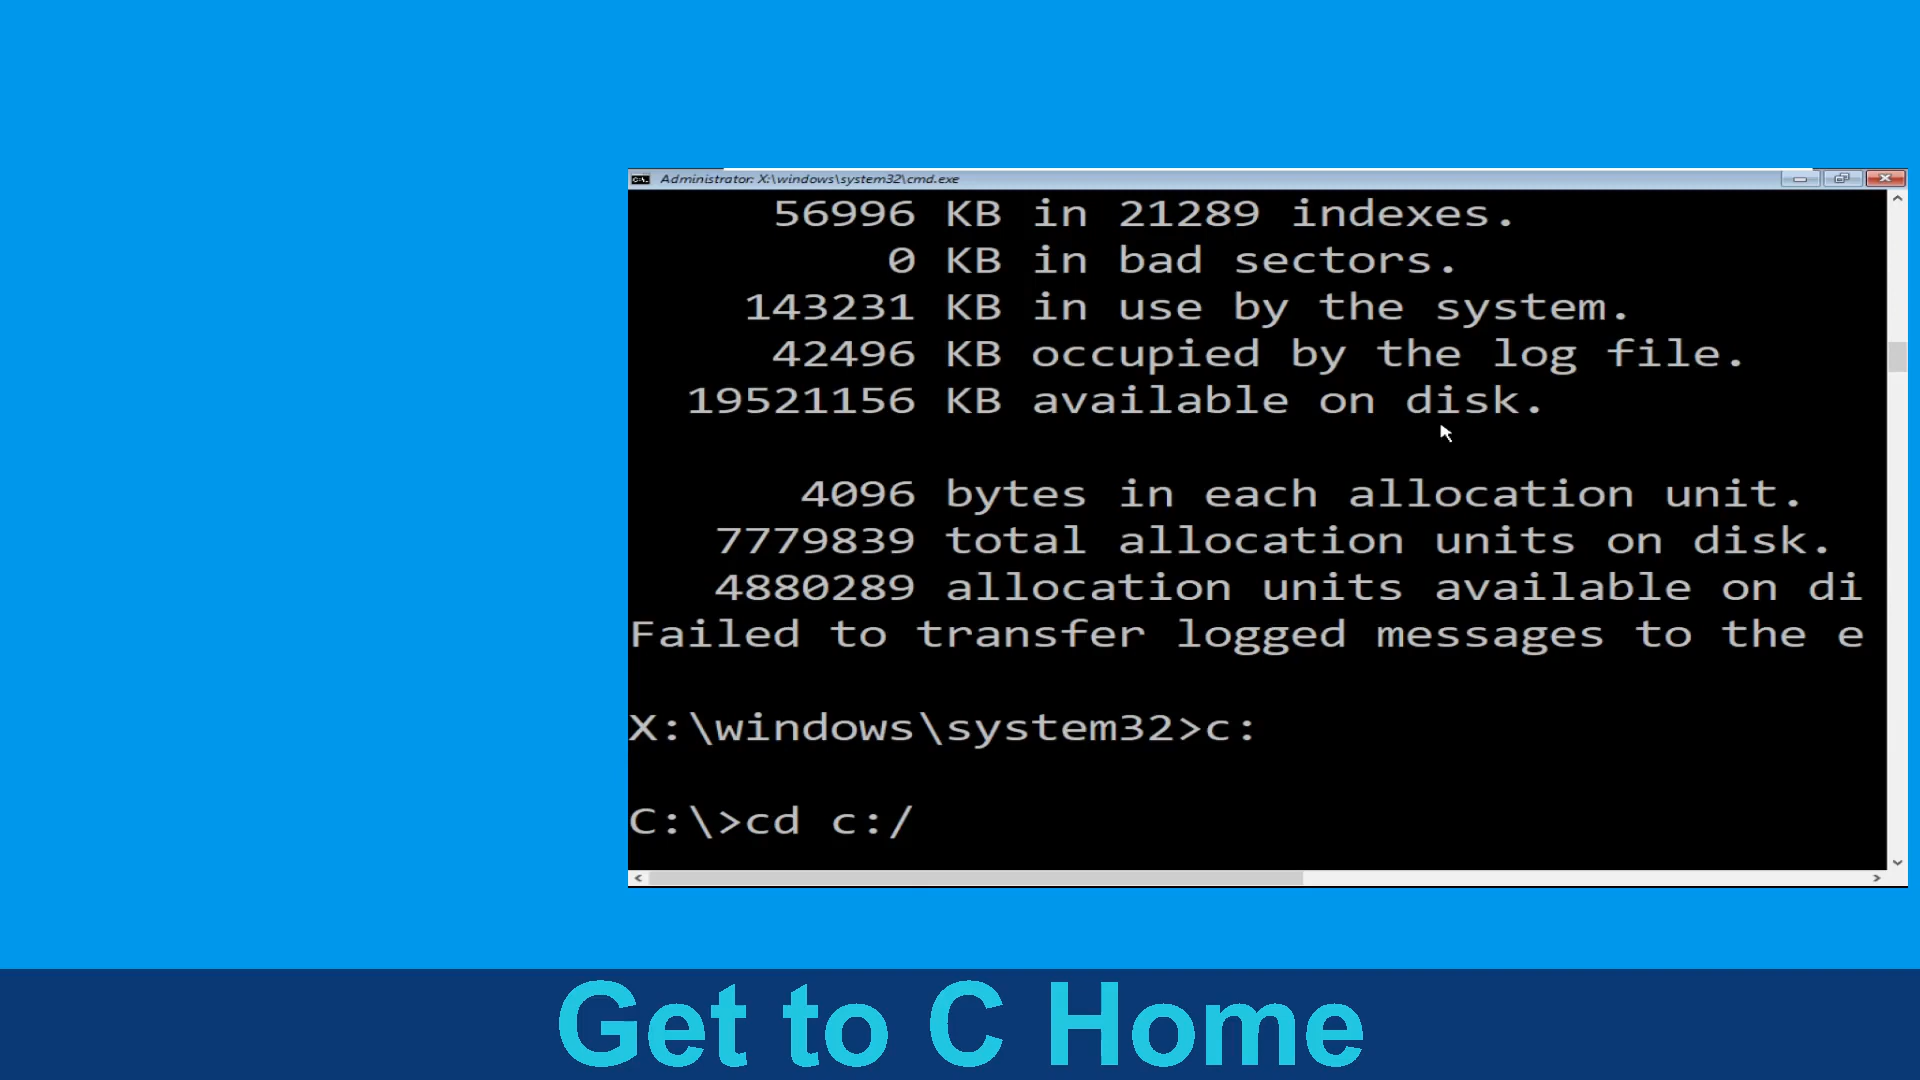 Administrator: X:\windows\system32\cmd.exe
56996 KB in 21289 indexes.
0 KB in bad sectors.
143231 KB in use by the system.
42496 KB occupied by the log file.
19521156 KB available on disk.
4096 bytes in each allocation unit.
7779839 total allocation units on disk.
4880289 allocation units available on di
Failed to transfer logged messages to the e
X:\windows\system32>c:
C:\>cd c:/
Get to C Home